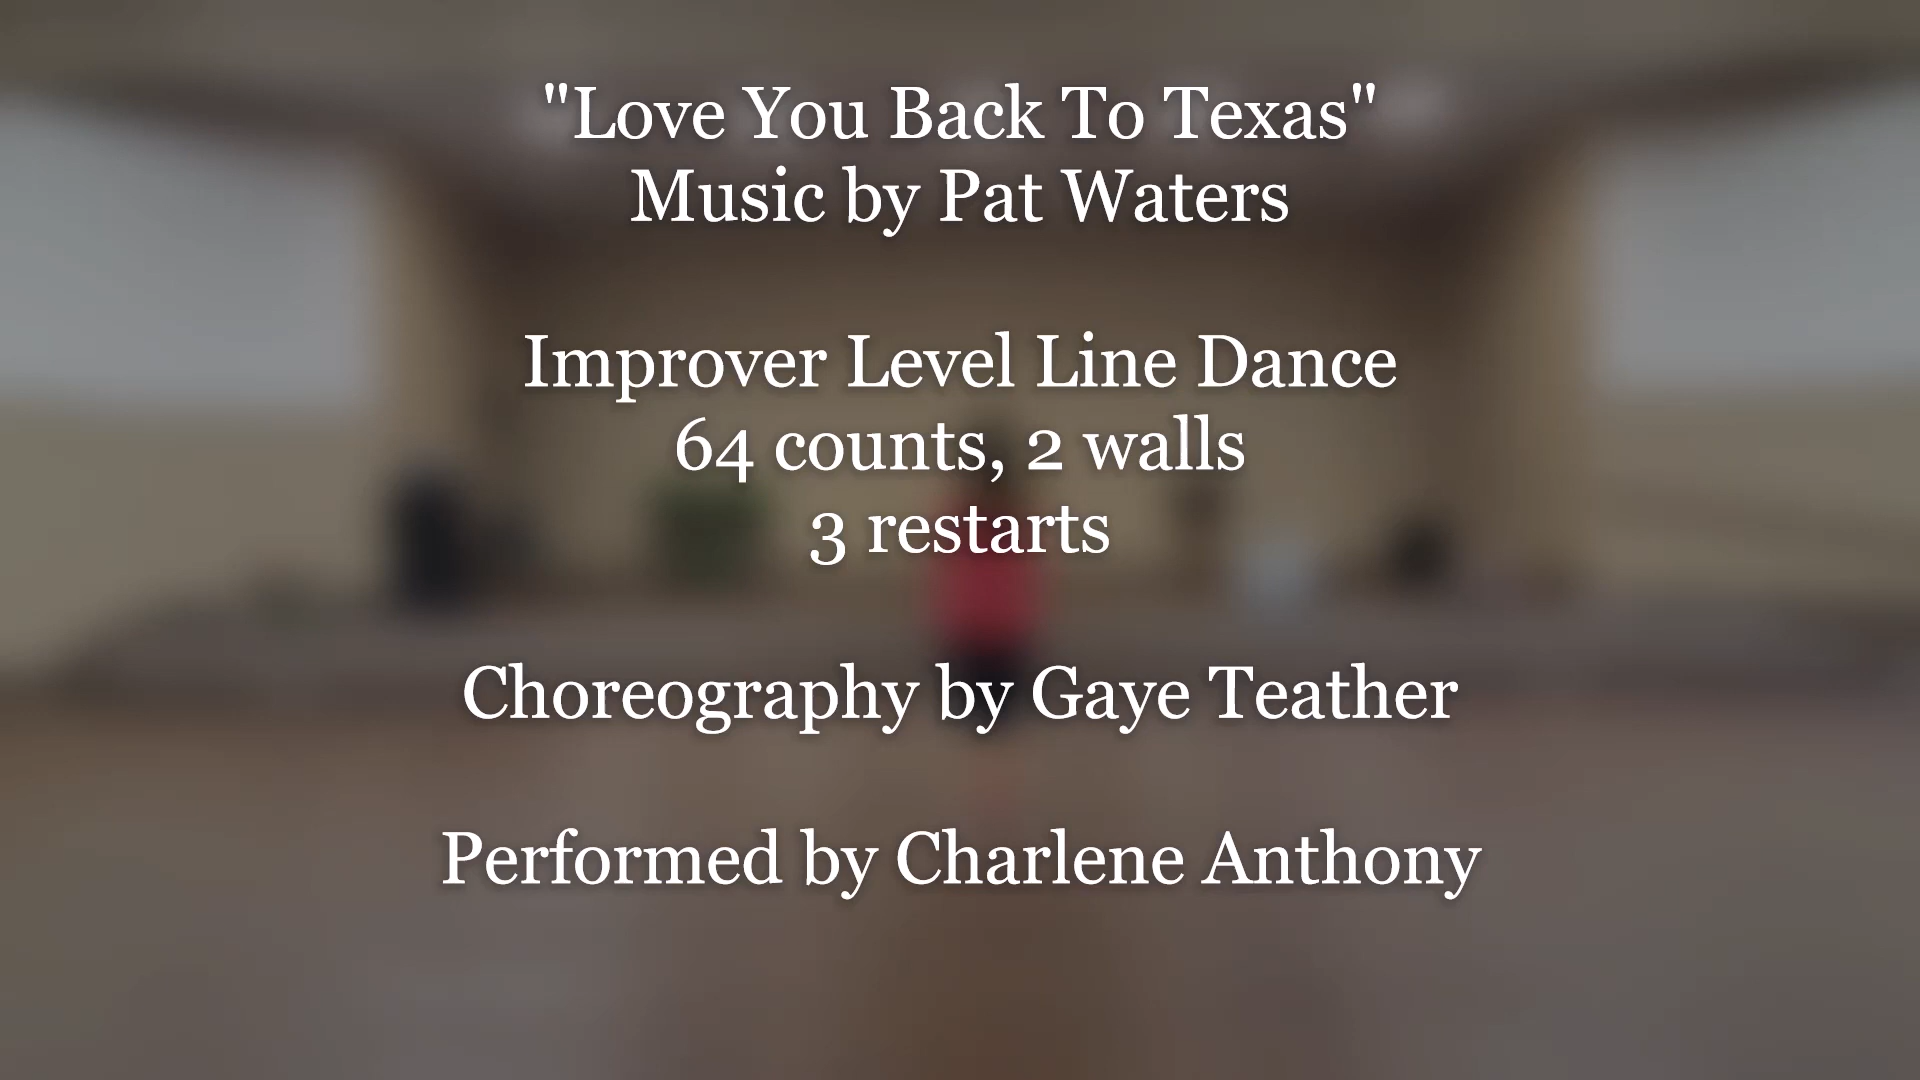 "Love You Back To Texas"
Music by Pat Waters
Improver Level Line Dance
64 counts, 2 walls
3 restarts
Choreography by Gaye Teather
Performed by Charlene Anthony